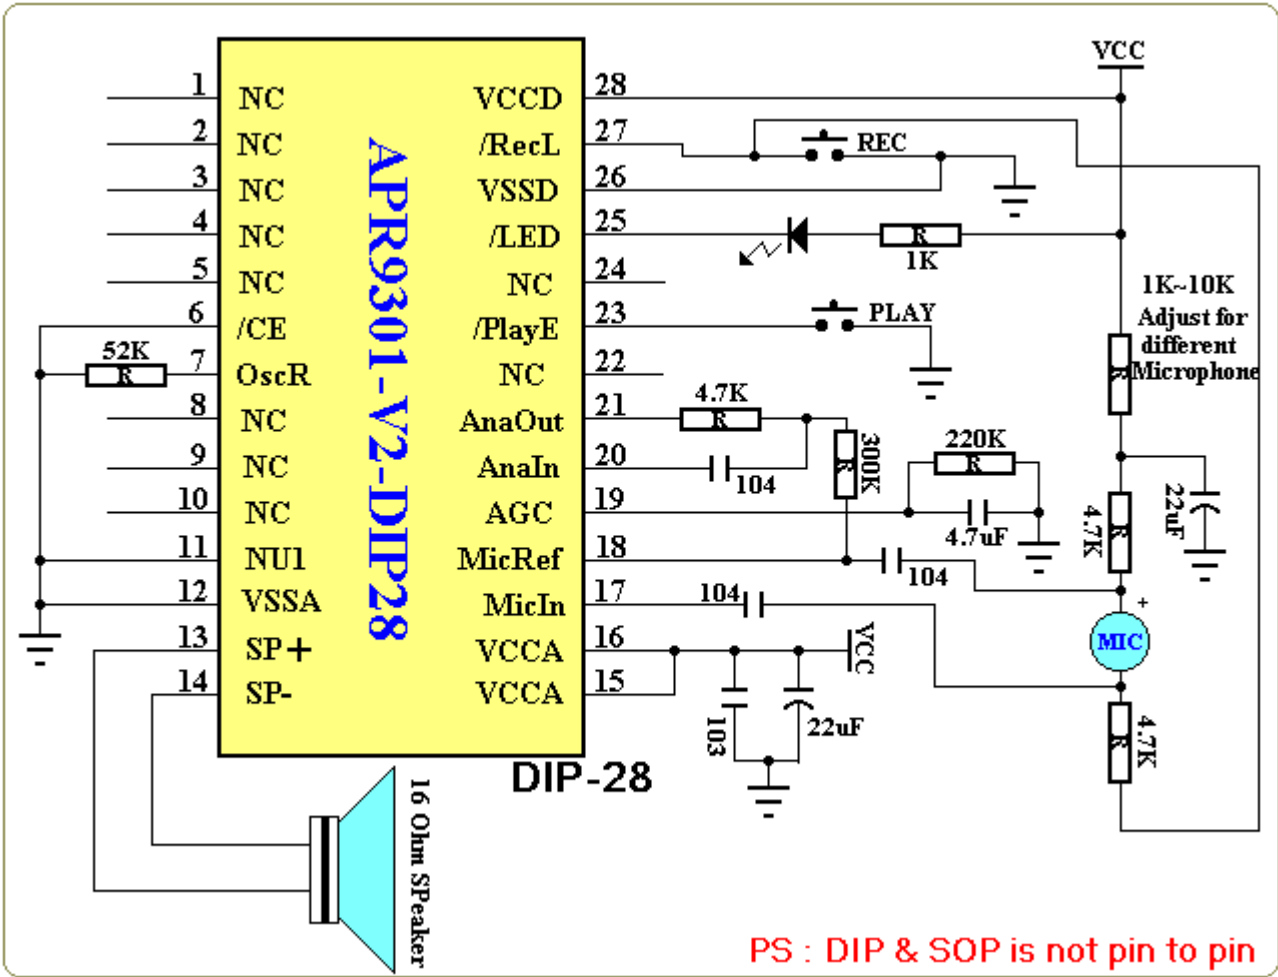 VCC
1 NC VCCD 28
2 NC /RecL 27 REC
3 NC VSSD 26
4 NC /LED 25 R
1K
5 NC NC 24
6 /CE /PlayE 23 PLAY
52K
R 7 OscR NC 22
8 NC AnaOut 21 4.7K R
9 NC AnaIn 20 104
300K R
220K R
10 NC AGC 19 4.7uF
11 NU1 MicRef 18 104
12 VSSA MicIn 17 104
13 SP+ VCCA 16 VCC
14 SP- VCCA 15
103 22uF
APR9301-V2-DIP28
DIP-28
1K~10K
Adjust for
different
R Microphone
4.7K R
22uF
+
MIC
4.7K R
16 Ohm SPeaker
PS : DIP & SOP is not pin to pin